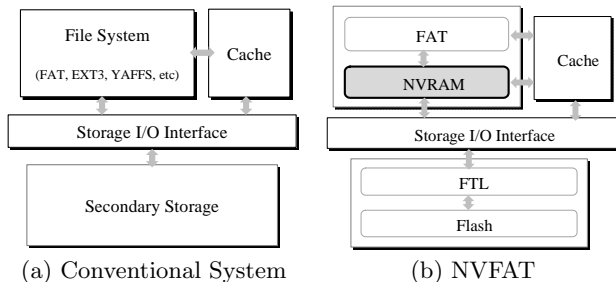 File System
(FAT, EXT3, YAFFS, etc)
Cache
Storage I/O Interface
Secondary Storage
(a) Conventional System
FAT
NVRAM
Cache
Storage I/O Interface
FTL
Flash
(b) NVFAT